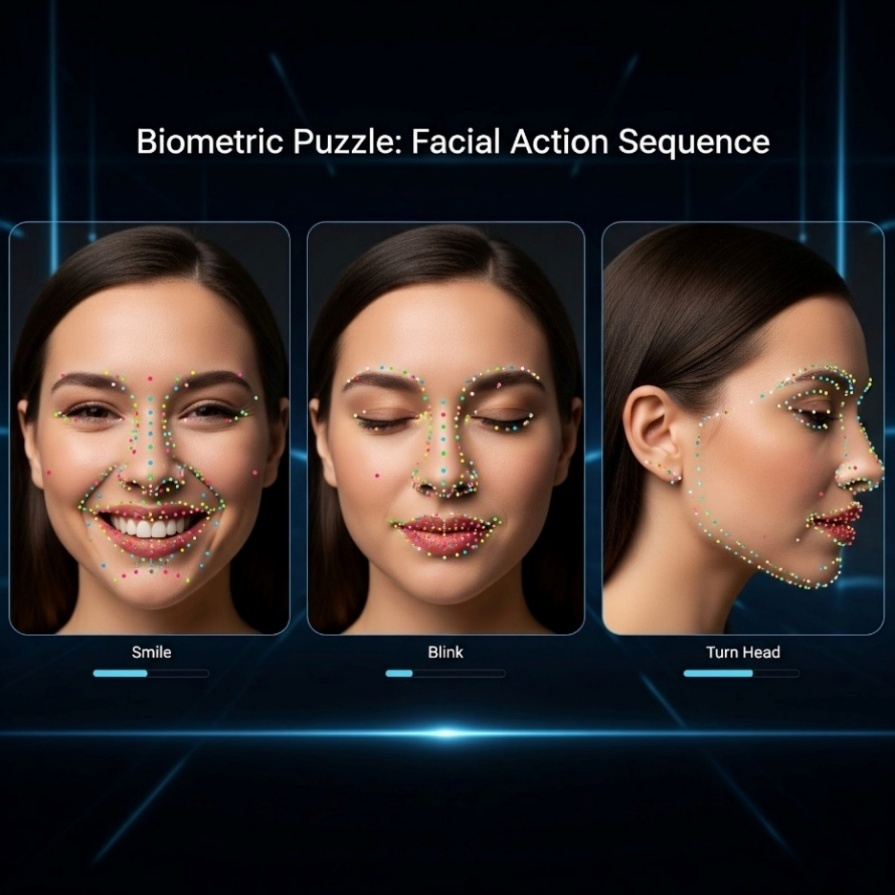 Biometric Puzzle: Facial Action Sequence
Smile
Blink
Turn Head